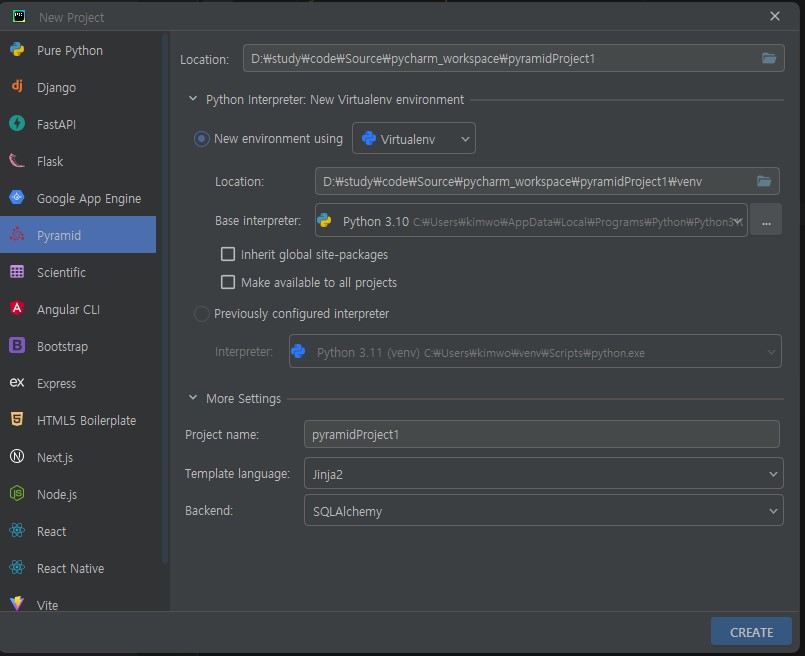 New Project
Pure Python
Django
FastAPI
Flask
Google App Engine
Pyramid
Scientific
Angular CLI
Bootstrap
Express
HTML5 Boilerplate
Next.js
Node.js
React
React Native
Vite
Location: D:₩study₩code₩Source₩pycharm_workspace₩pyramidProject1
Python Interpreter: New Virtualenv environment
New environment using Virtualenv
Location: D:₩study₩code₩Source₩pycharm_workspace₩pyramidProject1₩venv
Base interpreter: Python 3.10 C:₩Users₩kimwo₩AppData₩Local₩Programs₩Python₩Python3 ...
Inherit global site-packages
Make available to all projects
Previously configured interpreter
Interpreter: Python 3.11 (venv) C:₩Users₩kimwo₩venv₩Scripts₩python.exe
More Settings
Project name: pyramidProject1
Template language: Jinja2
Backend: SQLAlchemy
CREATE